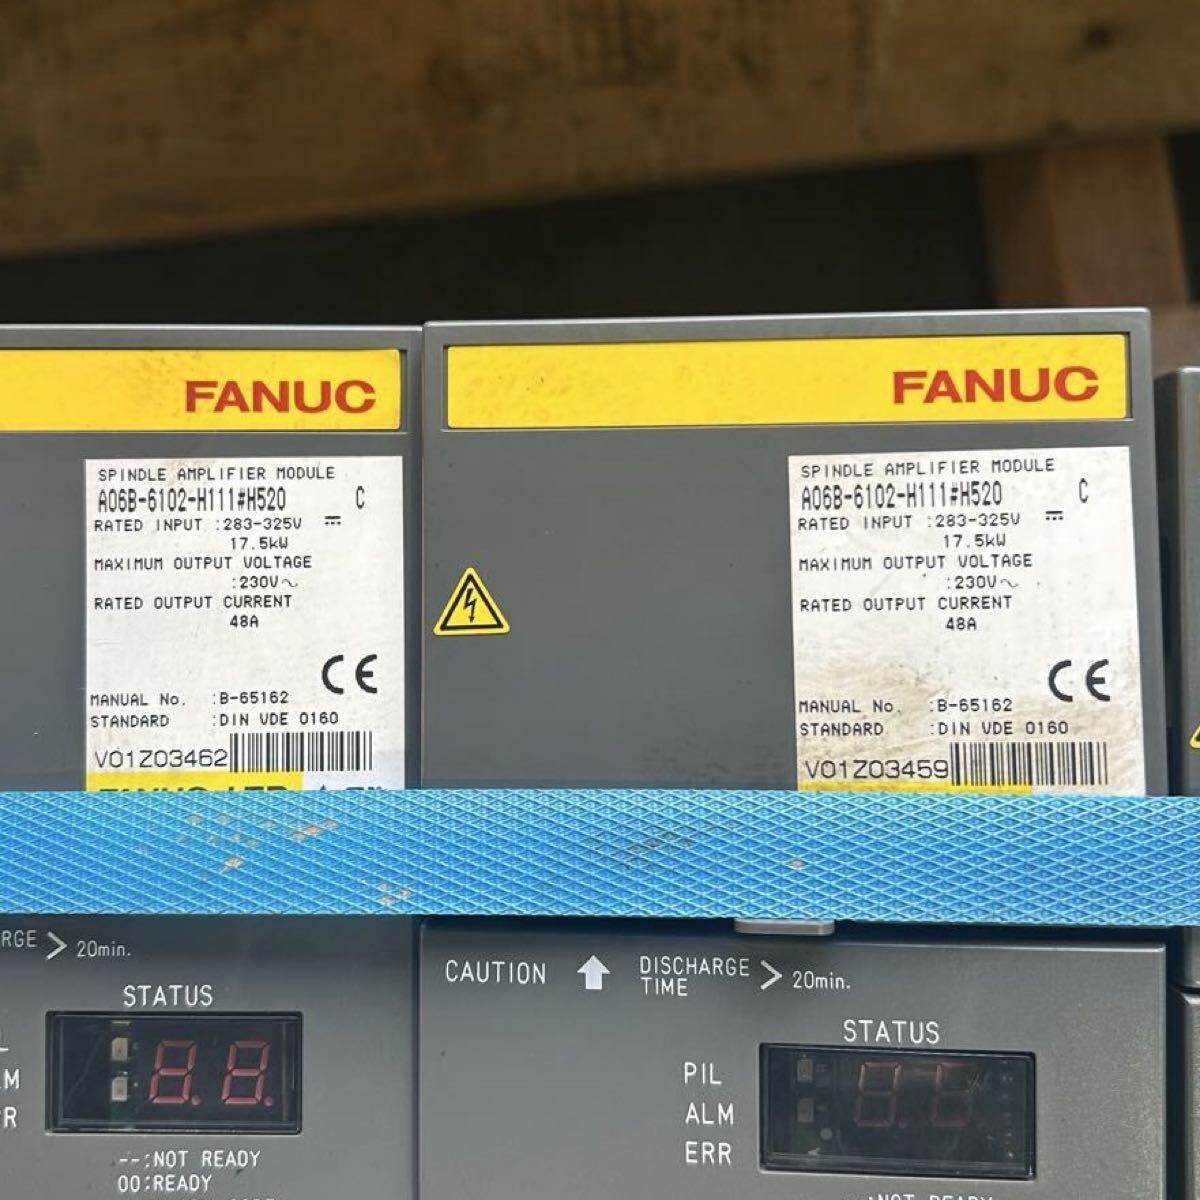 FANUC
SPINDLE AMPLIFIER MODULE
A06B-6102-H111#H520 C
RATED INPUT :283-325V ⎓
17.5kW
MAXIMUM OUTPUT VOLTAGE
:230V∼
RATED OUTPUT CURRENT
48A
CE
MANUAL No. :B-65162
STANDARD :DIN VDE 0160
V01Z03462
RGE > 20min.
STATUS
--:NOT READY
00:READY
FANUC
SPINDLE AMPLIFIER MODULE
A06B-6102-H111#H520 C
RATED INPUT :283-325V ⎓
17.5kW
MAXIMUM OUTPUT VOLTAGE
:230V∼
RATED OUTPUT CURRENT
48A
CE
MANUAL No. :B-65162
STANDARD :DIN VDE 0160
V01Z03459
CAUTION ⬆ DISCHARGE > 20min.
TIME
STATUS
PIL
ALM
ERR